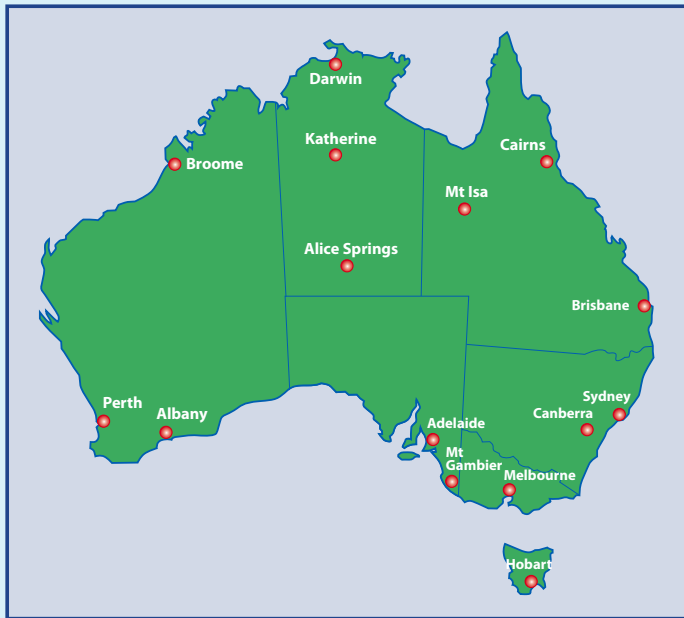 Darwin
Katherine
Cairns
Broome
Mt Isa
Alice Springs
Brisbane
Perth
Albany
Sydney
Canberra
Adelaide
Mt
Gambier
Melbourne
Hobart